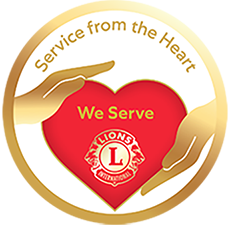 Service from the Heart
We Serve
LIONS
L
INTERNATIONAL